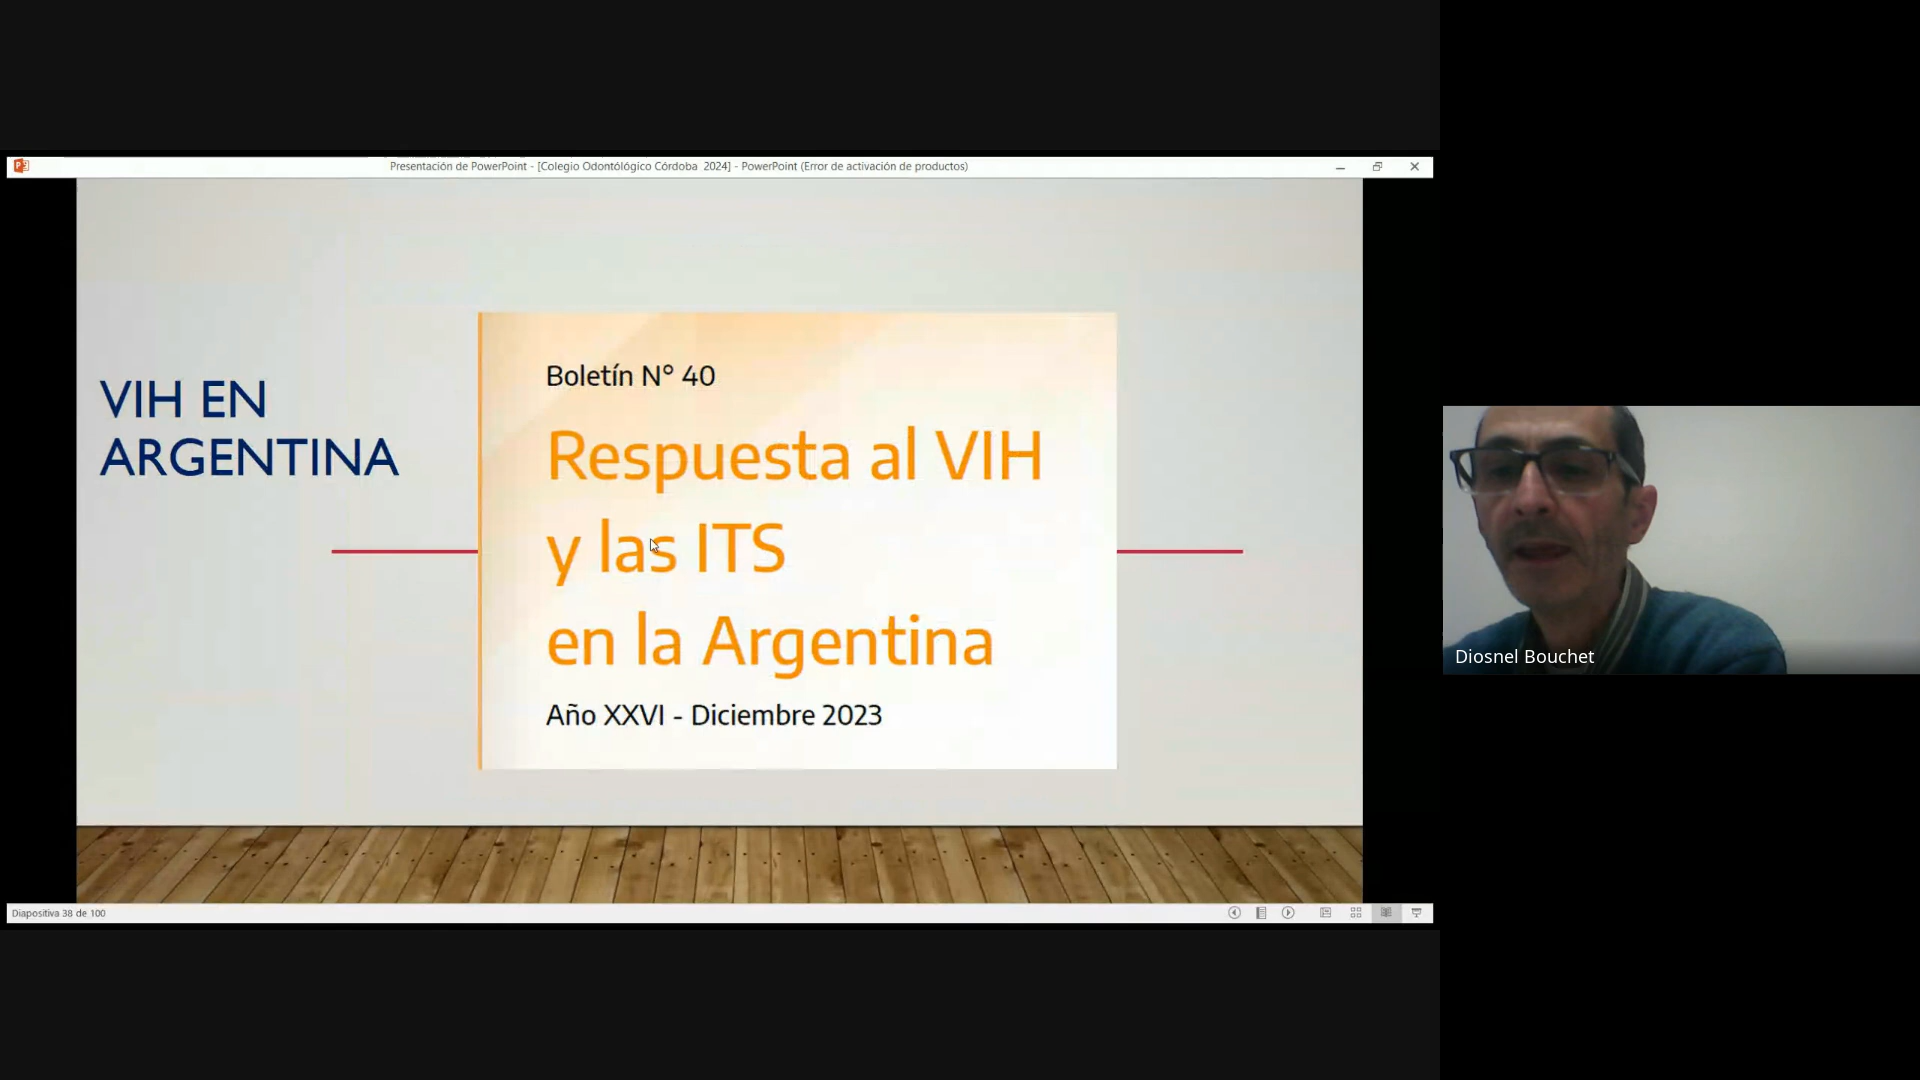 Presentación de PowerPoint - [Colegio Odontólógico Córdoba 2024] - PowerPoint (Error de activación de productos)
VIH EN
ARGENTINA
Boletín N° 40
Respuesta al VIH
y las ITS
en la Argentina
Año XXVI - Diciembre 2023
Diosnel Bouchet
Diapositiva 38 de 100